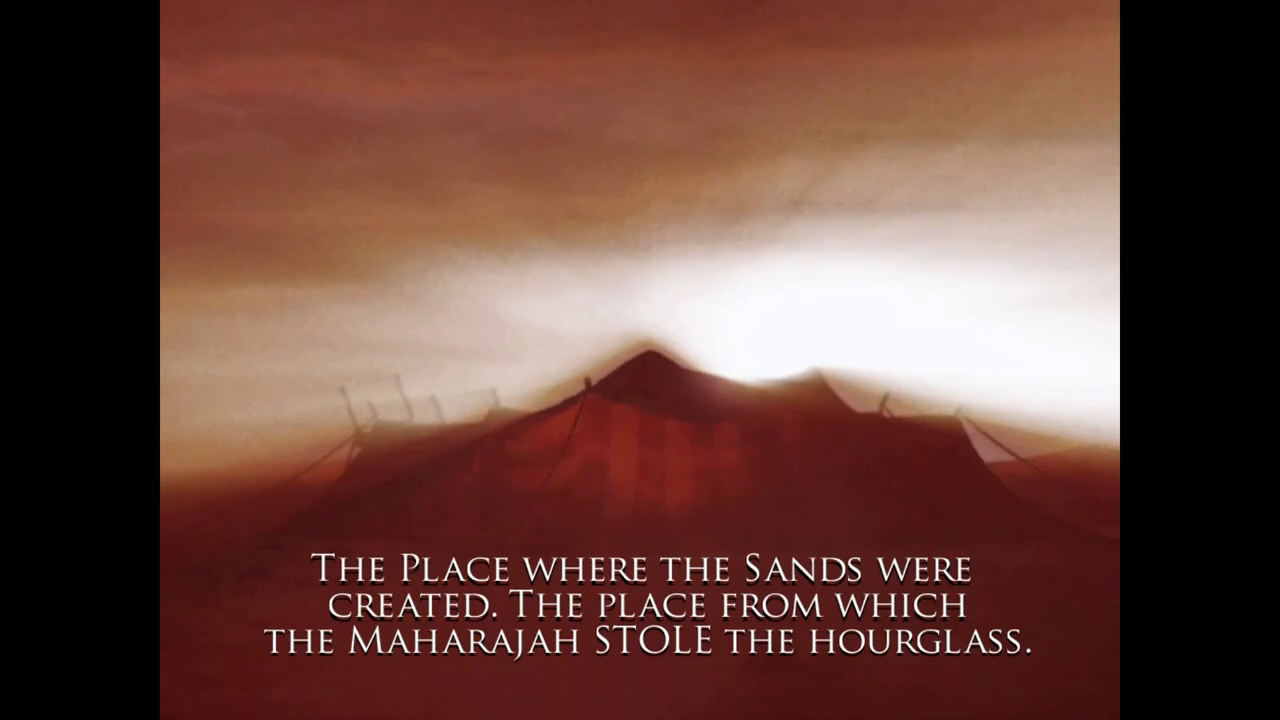 The Place where the Sands were
created. The place from which
the Maharajah STOLE the hourglass.